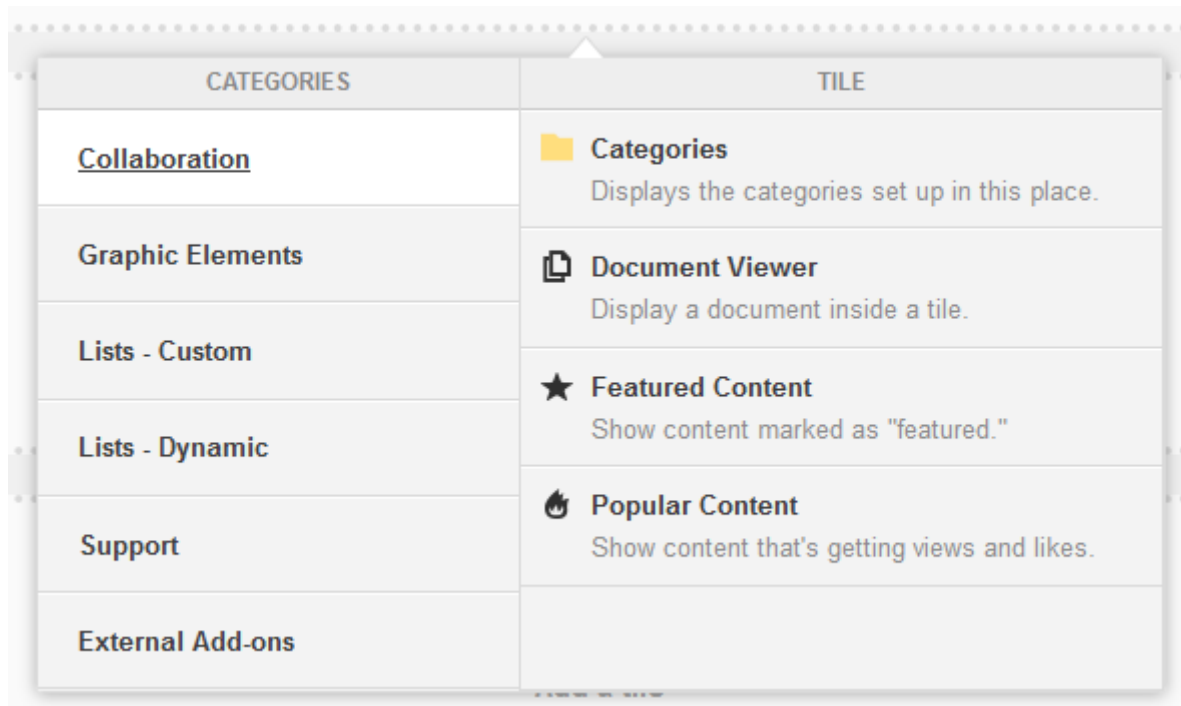 CATEGORIES
TILE
Collaboration
Graphic Elements
Lists - Custom
Lists - Dynamic
Support
External Add-ons
Categories
Displays the categories set up in this place.
Document Viewer
Display a document inside a tile.
Featured Content
Show content marked as "featured."
Popular Content
Show content that's getting views and likes.